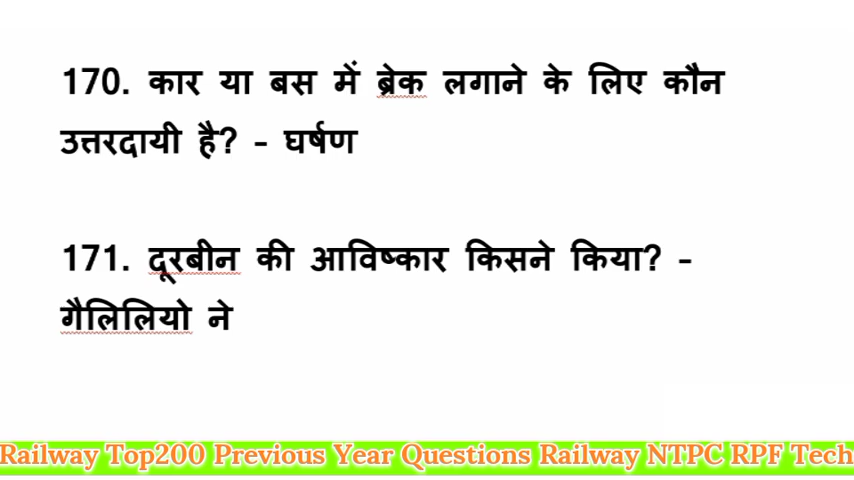 170. कार या बस में ब्रेक लगाने के लिए कौन
उत्तरदायी है? – घर्षण
171. दूरबीन की आविष्कार किसने किया? –
गैलिलियो ने
Railway Top200 Previous Year Questions Railway NTPC RPF Tech